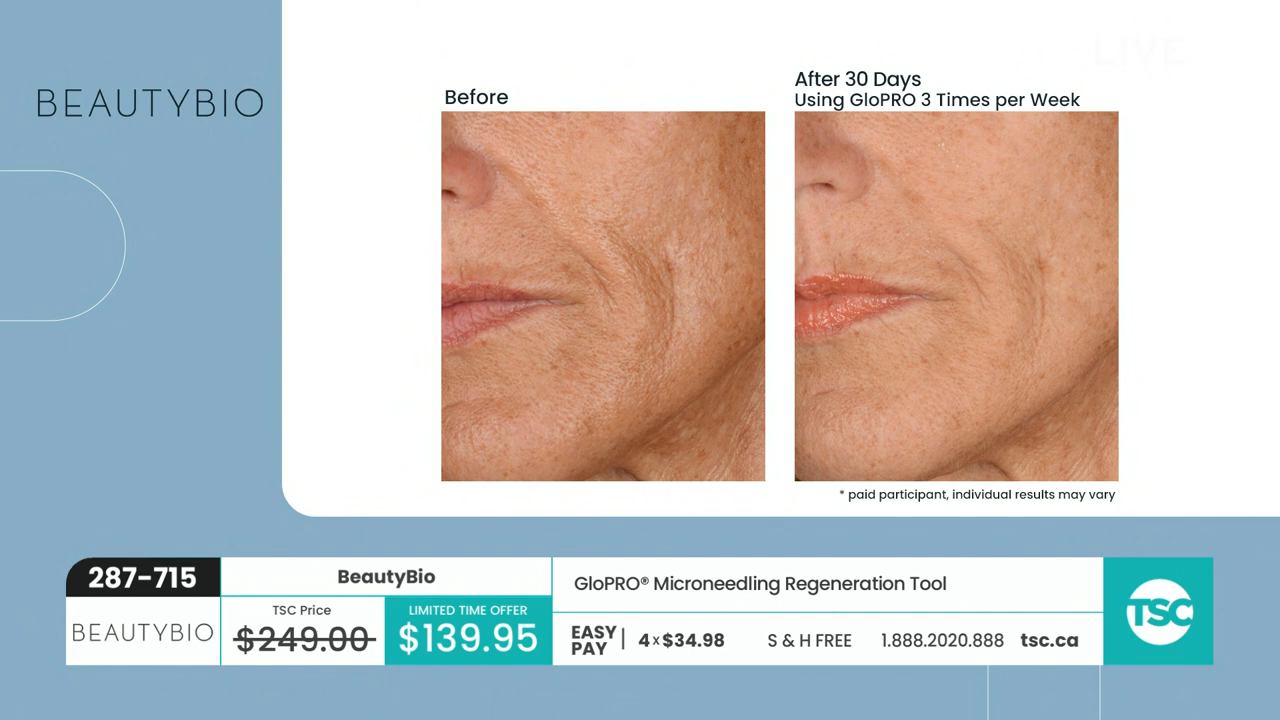 LIVE
BEAUTYBIO
Before
After 30 Days
Using GloPRO 3 Times per Week
* paid participant, individual results may vary
287-715
BEAUTYBIO
BeautyBio
TSC Price
$249.00
LIMITED TIME OFFER
$139.95
GloPRO® Microneedling Regeneration Tool
EASY PAY | 4x$34.98 S & H FREE 1.888.2020.888 tsc.ca
TSC